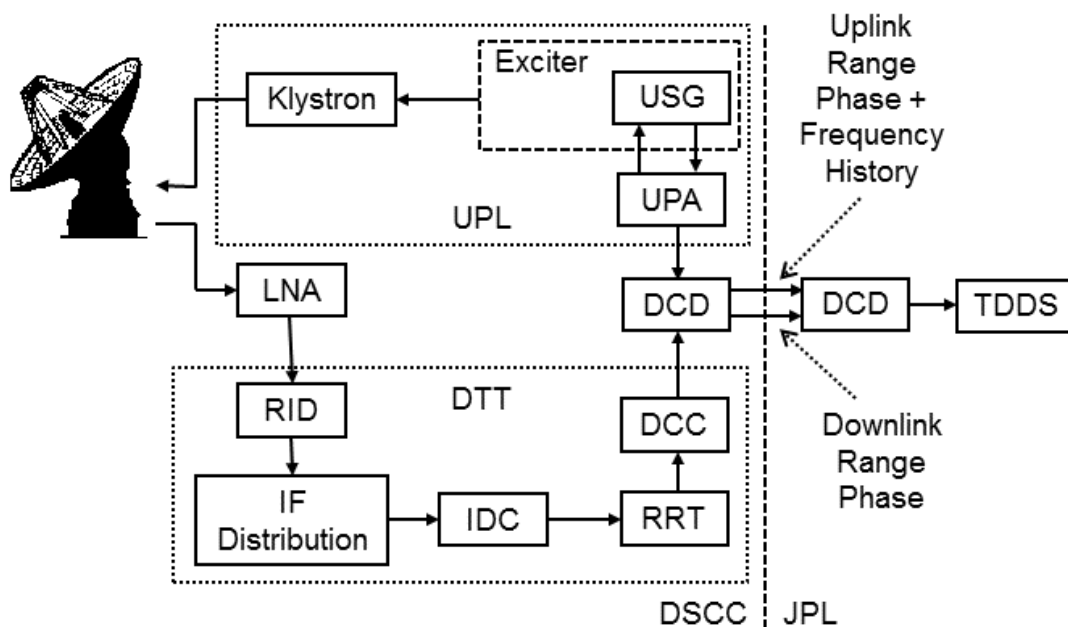 Uplink
Range
Phase +
Frequency
History
Exciter
Klystron
USG
UPA
UPL
LNA
DCD
DCD
TDDS
RID
DTT
DCC
Downlink
Range
Phase
IF
Distribution
IDC
RRT
DSCC
JPL